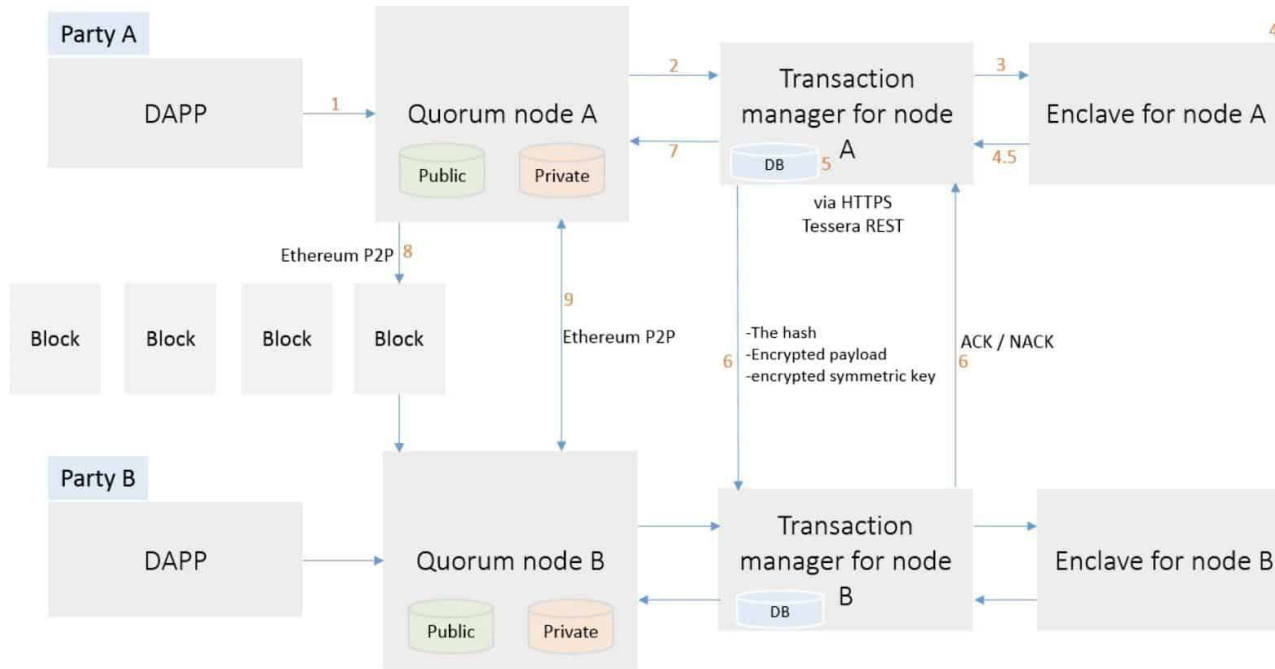 Party A
DAPP
1
Quorum node A
Public
Private
2
7
Transaction
manager for node
A
DB
5
3
4.5
4
Enclave for node A
via HTTPS
Tessera REST
Ethereum P2P
8
9
Ethereum P2P
Block
Block
Block
Block
6
-The hash
-Encrypted payload
-encrypted symmetric key
ACK / NACK
6
Party B
DAPP
Quorum node B
Public
Private
Transaction
manager for node
B
DB
Enclave for node B